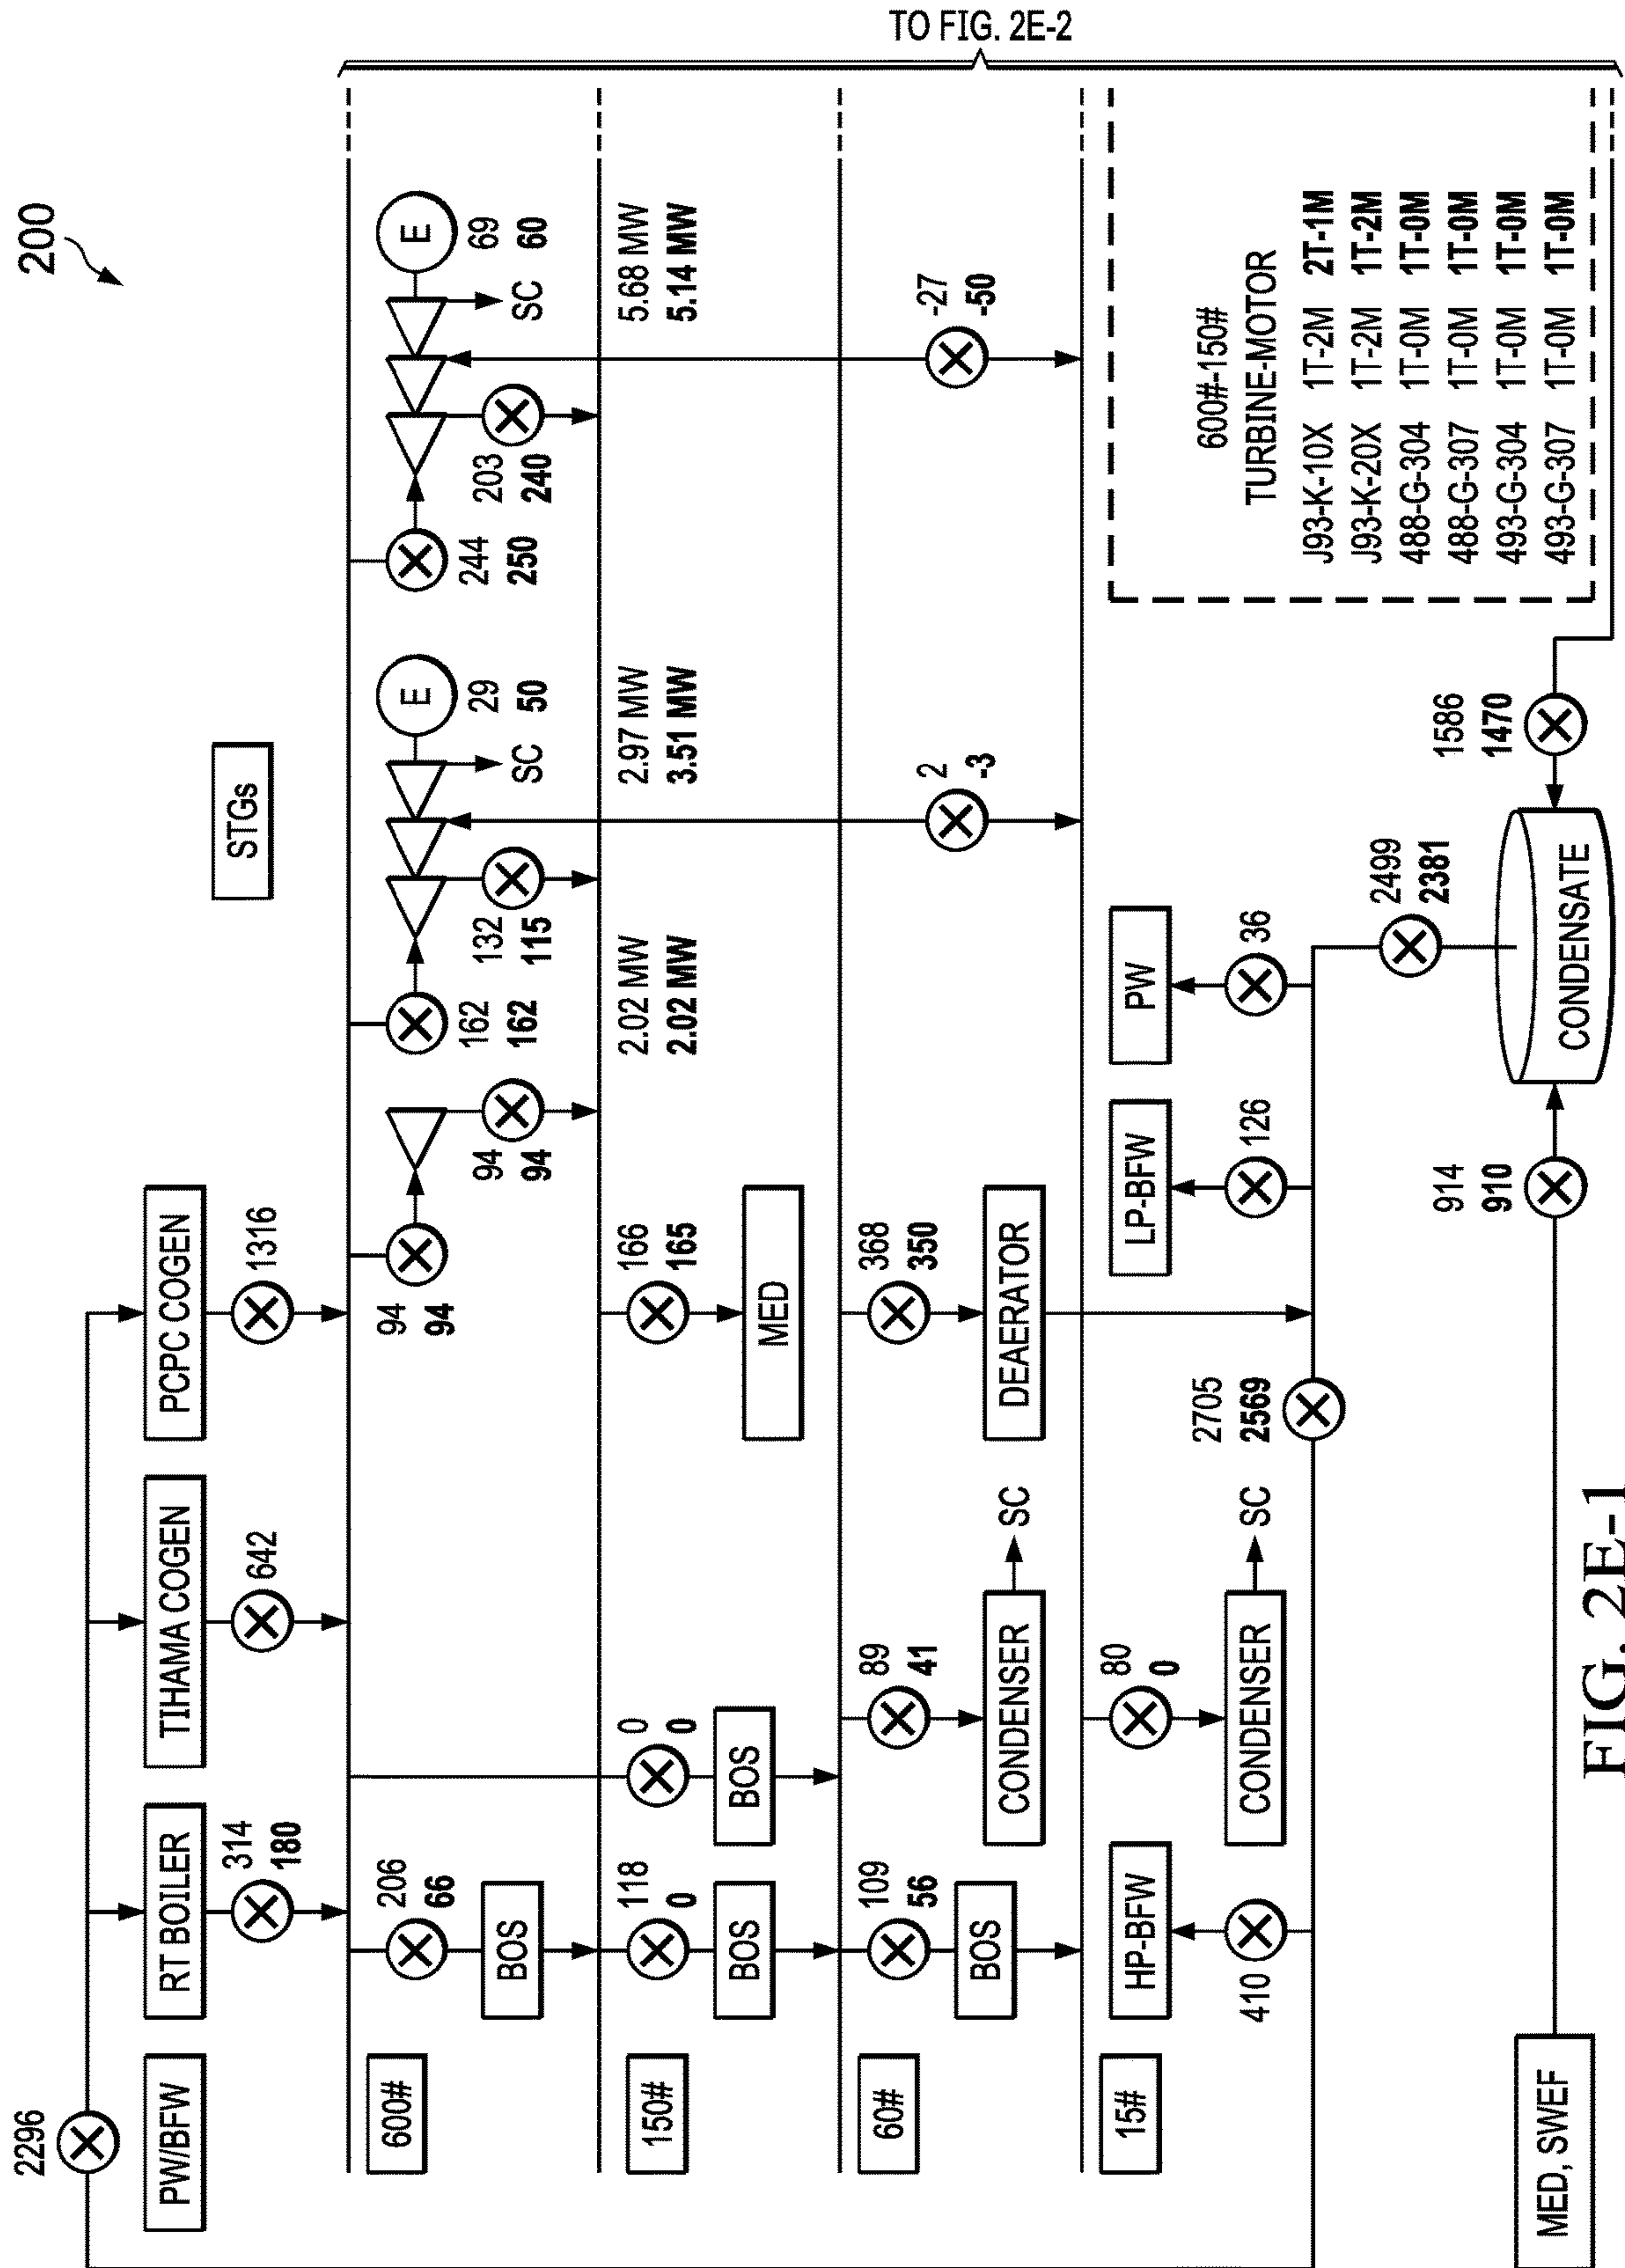 200
TO FIG. 2E-2
2296
PW/BFW
RT BOILER
314
180
TIHAMA COGEN
642
PCPC COGEN
1316
STGs
600#
206
66
BOS
94
94
94
94
162
162
132
115
SC
E
29
50
244
250
203
240
SC
E
69
60
150#
118
0
BOS
0
0
BOS
166
165
MED
2.02 MW
2.02 MW
2.97 MW
3.51 MW
5.68 MW
5.14 MW
60#
109
56
BOS
89
41
CONDENSER
SC
368
350
DEAERATOR
2
-3
-27
-50
15#
HP-BFW
410
80
0
CONDENSER
SC
2705
2569
LP-BFW
126
PW
36
2499
2381
600#-150#
TURBINE-MOTOR
J93-K-10X 1T-2M 2T-1M
J93-K-20X 1T-2M 1T-2M
488-G-304 1T-0M 1T-0M
488-G-307 1T-0M 1T-0M
493-G-304 1T-0M 1T-0M
493-G-307 1T-0M 1T-0M
MED, SWEF
914
910
CONDENSATE
1586
1470
FIG. 2E-1